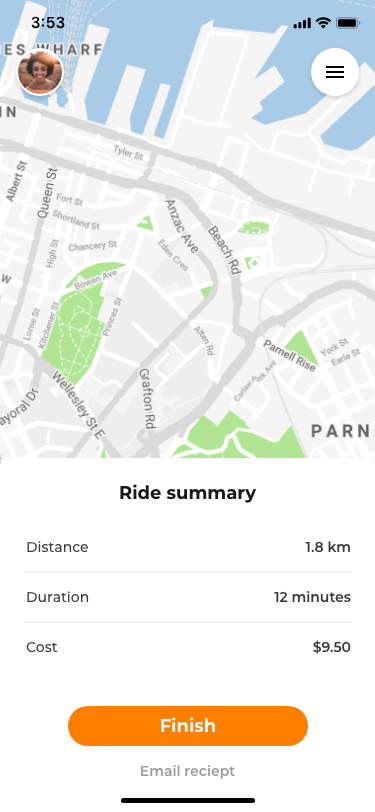 3:53
ES WHARF
N
Tyler St
Albert St
Queen St
Fort St
Shortland St
Anzac Ave
Beach Rd
High St
Chancery St
Eden Cres
Bowen Ave
W
Lorne St
Kitchener St
Princes St
Alten Rd
Parnell Rise
York St
Earle St
Carlaw Park Ave
Wellesley St E
Grafton Rd
ayoral Dr
PARN
Ride summary
Distance 1.8 km
Duration 12 minutes
Cost $9.50
Finish
Email reciept